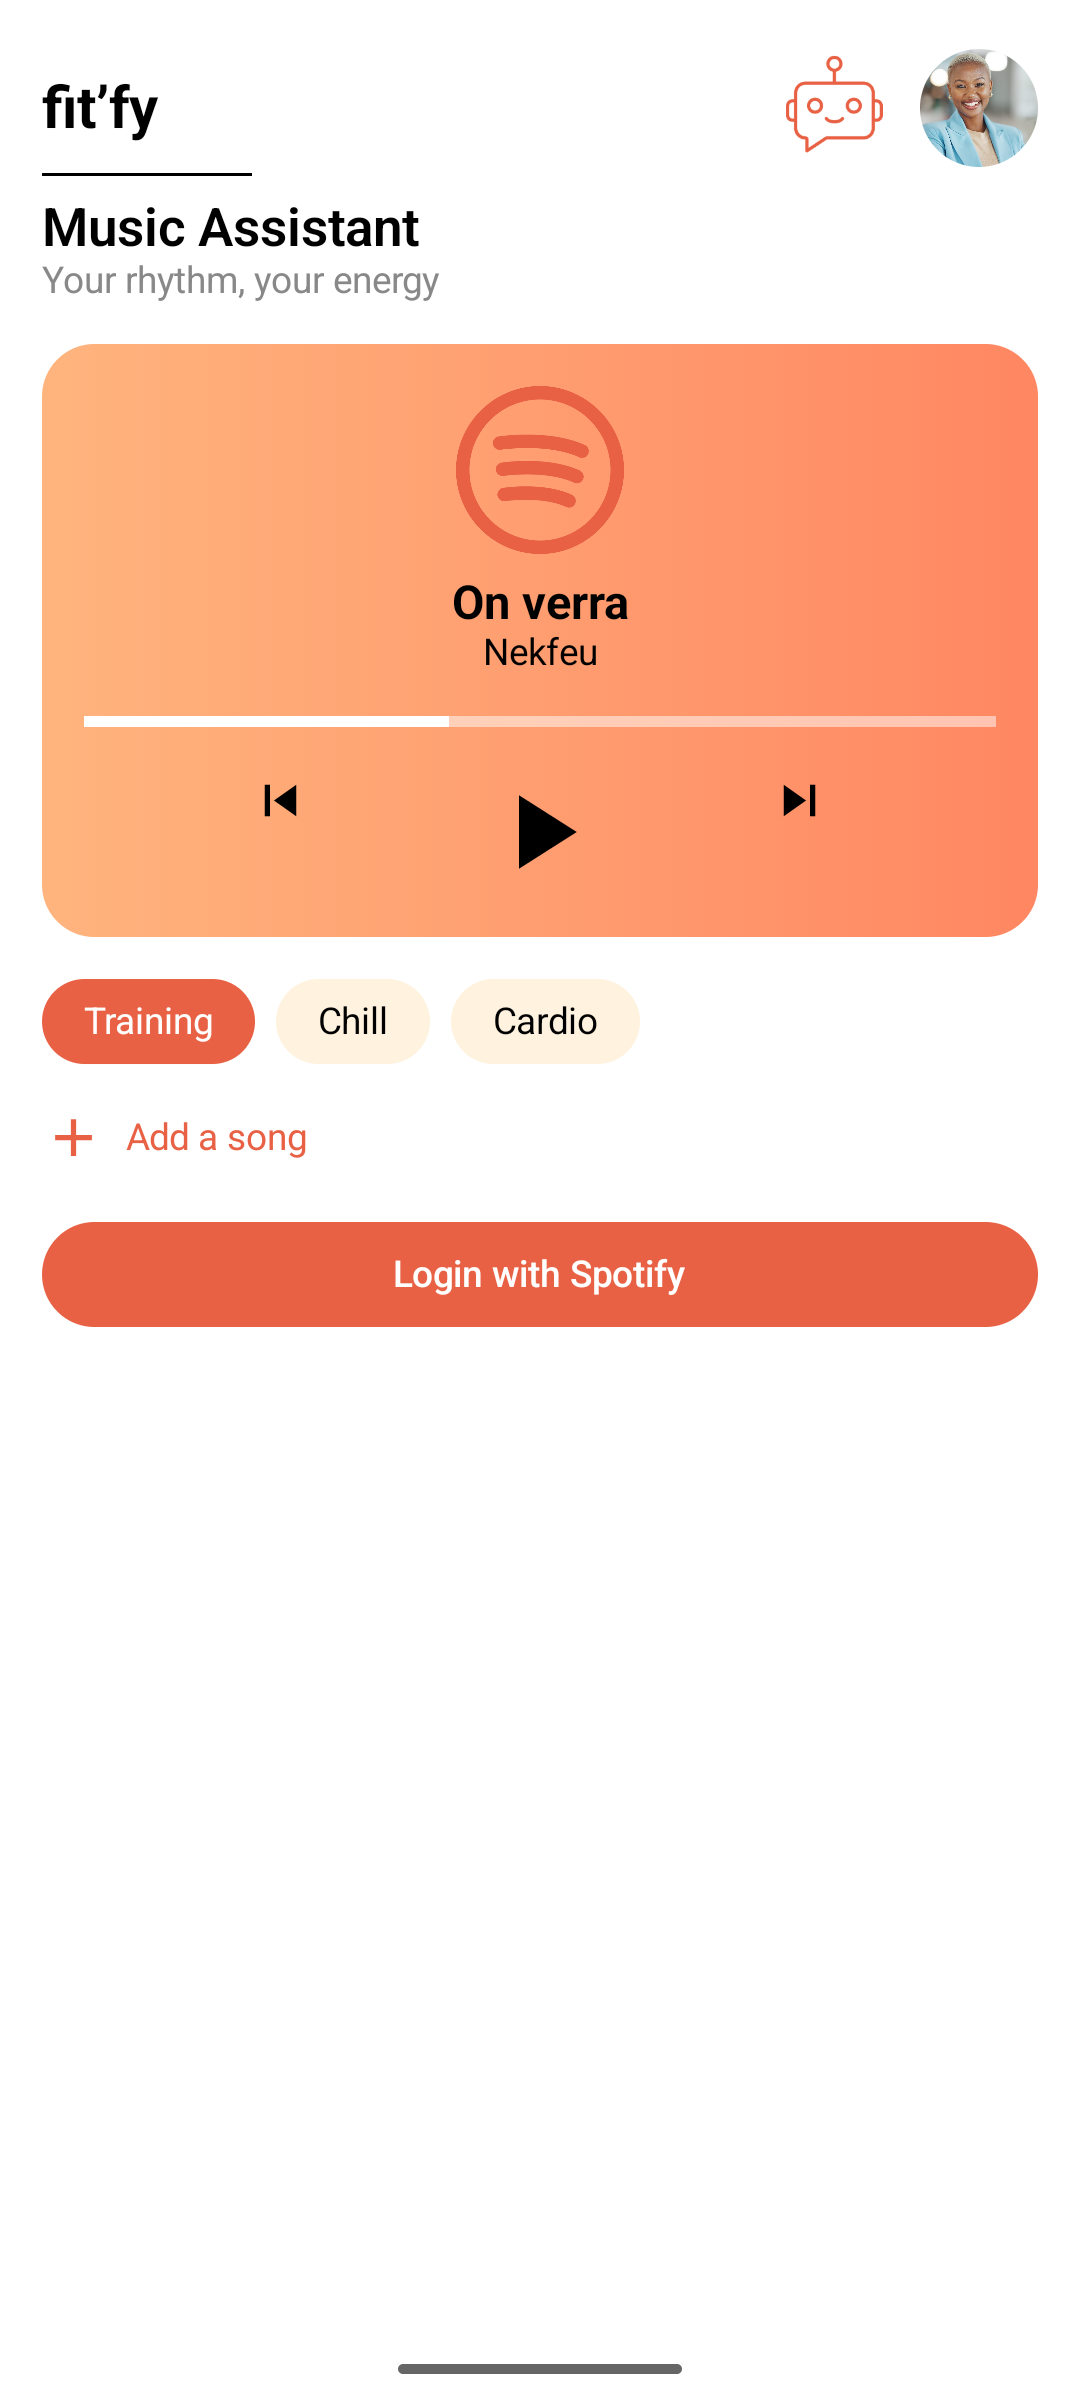 fit’fy
Music Assistant
Your rhythm, your energy
On verra
Nekfeu
Training
Chill
Cardio
Add a song
Login with Spotify